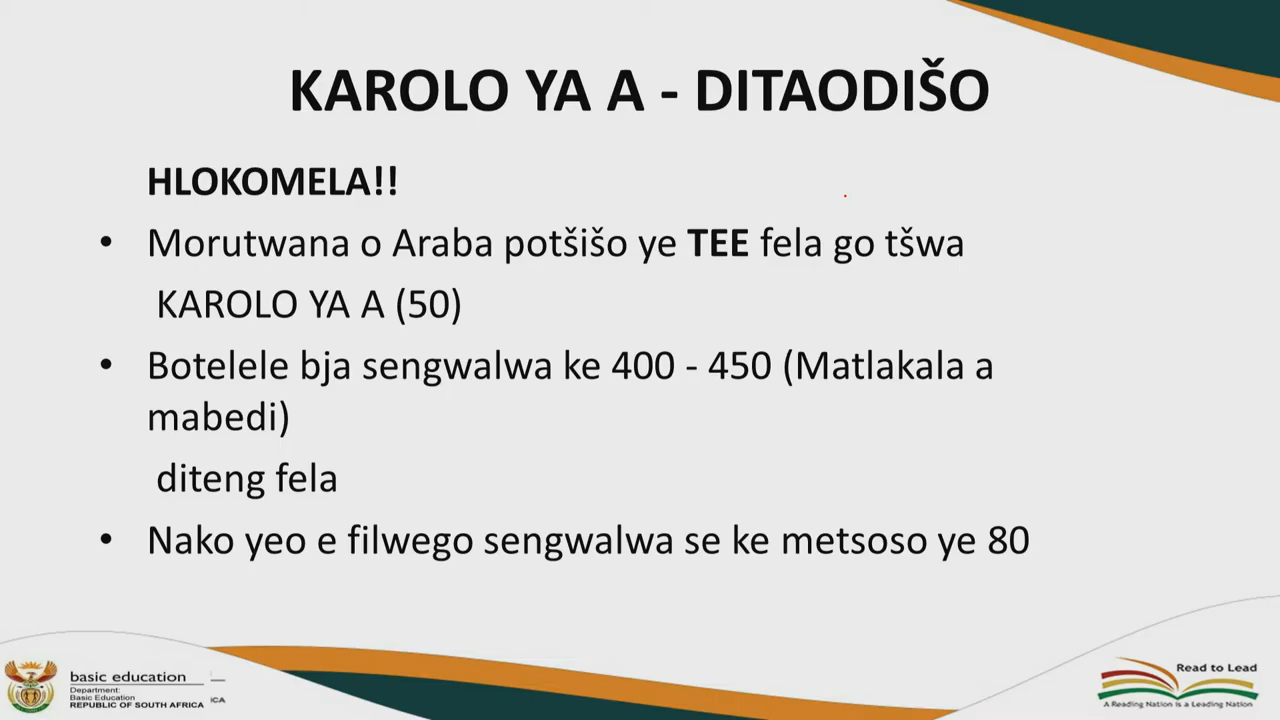 KAROLO YA A - DITAODIŠO
HLOKOMELA!!
• Morutwana o Araba potšišo ye TEE fela go tšwa
KAROLO YA A (50)
• Botelele bja sengwalwa ke 400 - 450 (Matlakala a
mabedi)
diteng fela
• Nako yeo e filwego sengwalwa se ke metsoso ye 80
basic education
Department:
Basic Education
REPUBLIC OF SOUTH AFRICA
ICA
Read to Lead
A Reading Nation is a Leading Nation